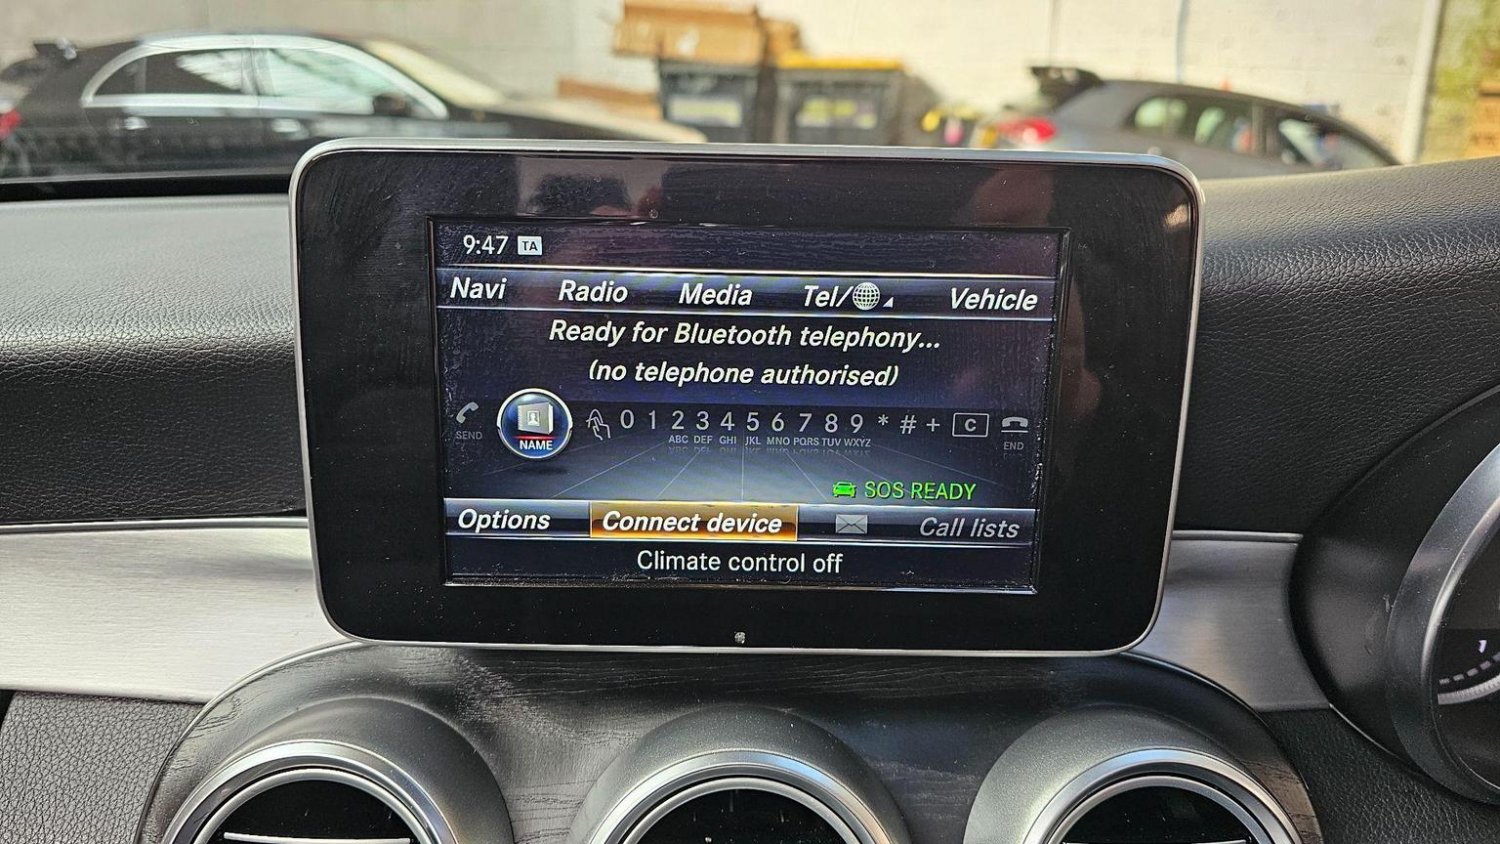 9:47 TA
Navi Radio Media Tel/ Vehicle
Ready for Bluetooth telephony...
(no telephone authorised)
SEND NAME 0 1 2 3 4 5 6 7 8 9 * # + C END
ABC DEF GHI JKL MNO PQRS TUV WXYZ
SOS READY
Options Connect device Call lists
Climate control off
1